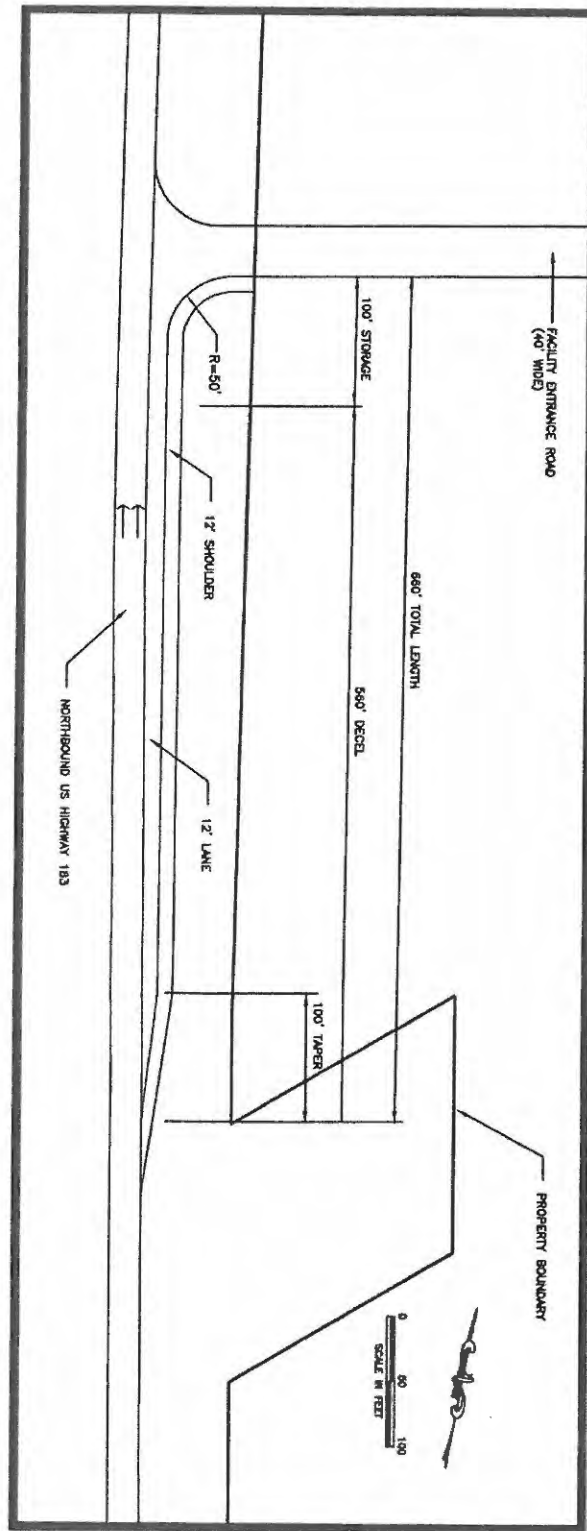 FACILITY ENTRANCE ROAD
(40' WIDE)
100' STORAGE
R=50'
12' SHOULDER
660' TOTAL LENGTH
560' DECEL
NORTHBOUND US HIGHWAY 183
12' LANE
100' TAPER
PROPERTY BOUNDARY
0 50 100
SCALE IN FEET